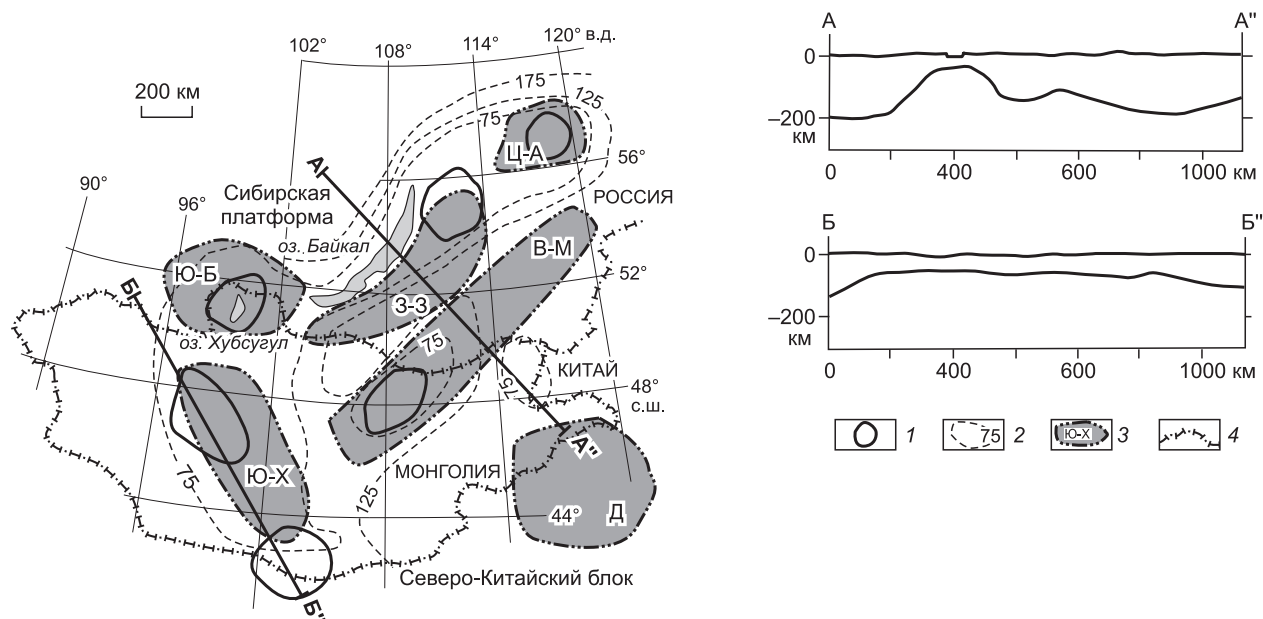 102°
108°
114°
120° в.д.
200 км
175
125
75
Ц-А
56°
А
Сибирская
платформа
РОССИЯ
90°
96°
оз. Байкал
В-М
52°
Ю-Б
Б
З-З
оз. Хубсугул
75
КИТАЙ
75
48°
с.ш.
А"
МОНГОЛИЯ
Ю-Х
75
125
44°
Д
Северо-Китайский блок
Б"
А
А"
0
–200
км
0
400
600
1000 км
Б
Б"
0
–200
км
0
400
600
1000 км
1
75
2
Ю-Х
3
4